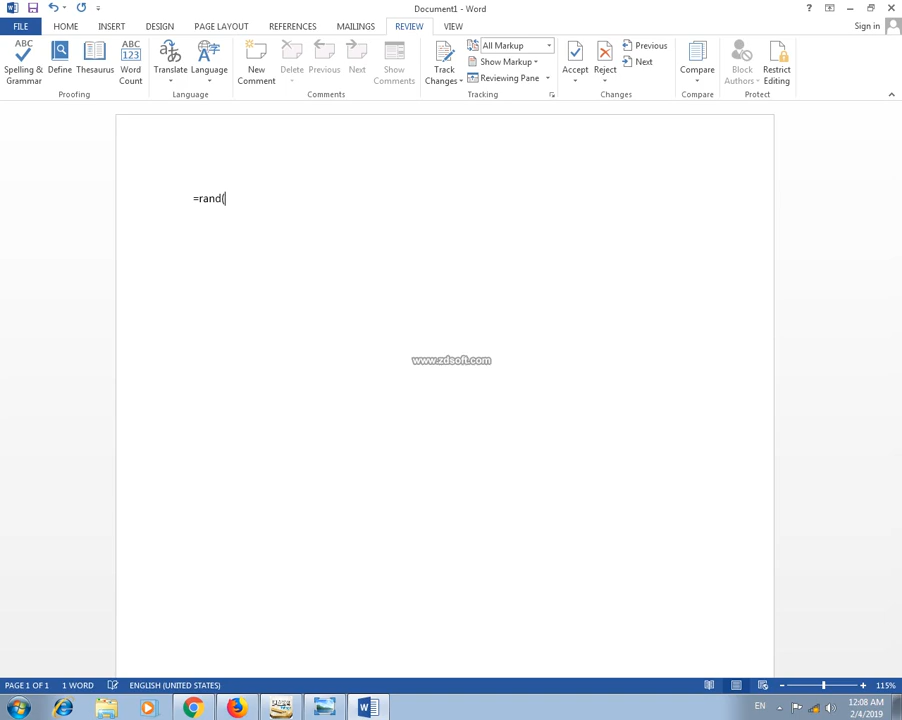 Document1 - Word
?
FILE HOME INSERT DESIGN PAGE LAYOUT REFERENCES MAILINGS REVIEW VIEW Sign in
ABC
Spelling & Grammar
Define
Thesaurus
ABC
123
Word Count
Proofing
Translate
Language
Language
New Comment
Delete
Previous
Next
Show Comments
Comments
Track Changes
All Markup
Show Markup
Reviewing Pane
Tracking
Accept
Reject
Previous
Next
Changes
Compare
Compare
Block Authors
Restrict Editing
Protect
=rand(
www.zdsoft.com
PAGE 1 OF 1 1 WORD ENGLISH (UNITED STATES) 115%
EN
12:08 AM
2/4/2019